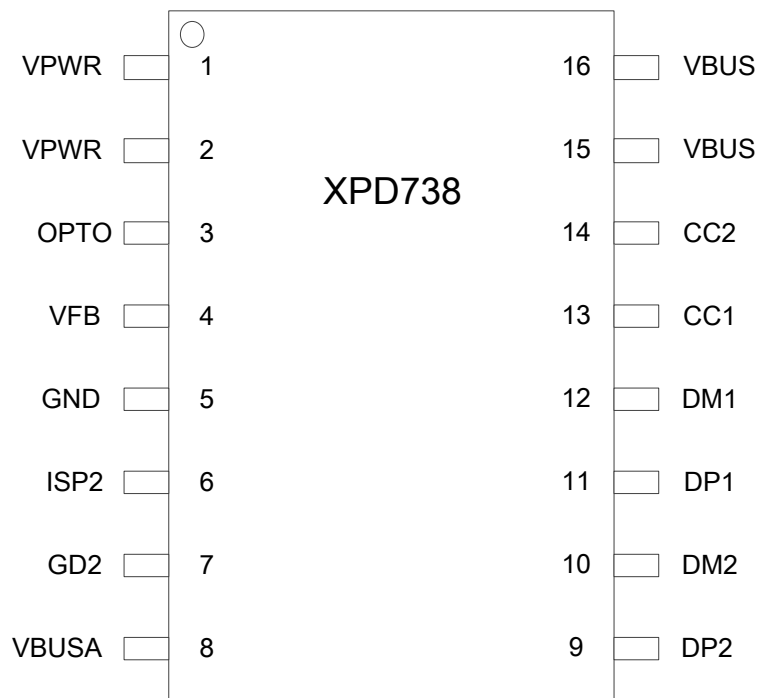 VPWR 1 16 VBUS
VPWR 2 15 VBUS
XPD738
OPTO 3 14 CC2
VFB 4 13 CC1
GND 5 12 DM1
ISP2 6 11 DP1
GD2 7 10 DM2
VBUSA 8 9 DP2